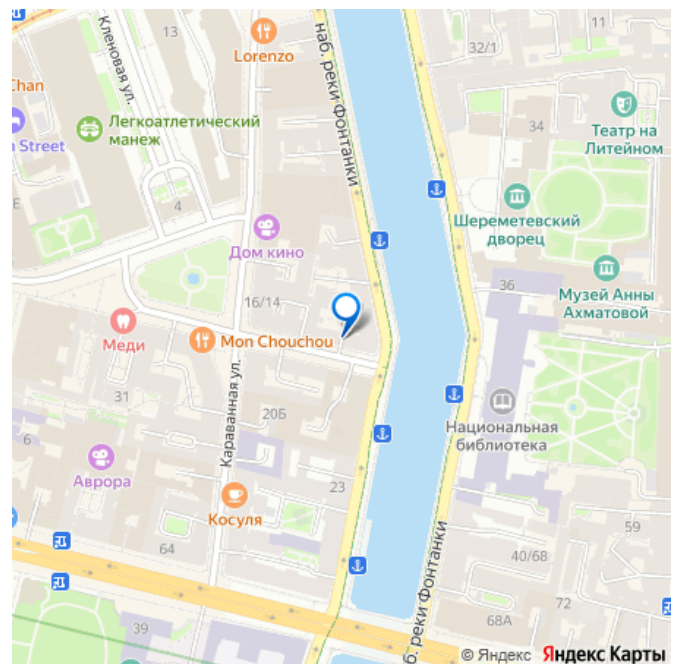 Кленовая ул.
13
Lorenzo
наб. реки Фонтанки
32/1
11
Chan
Street
Легкоатлетический
манеж
34
Театр на
Литейном
E
4
Дом кино
Шереметевский
дворец
16/14
36
Музей Анны
Ахматовой
Меди
Mon Chouchou
31
Караванная ул.
20Б
Национальная
библиотека
6
Аврора
Косуля
23
64
59
40/68
72
68А
39
б. реки Фонтанки
© Яндекс Яндекс Карты